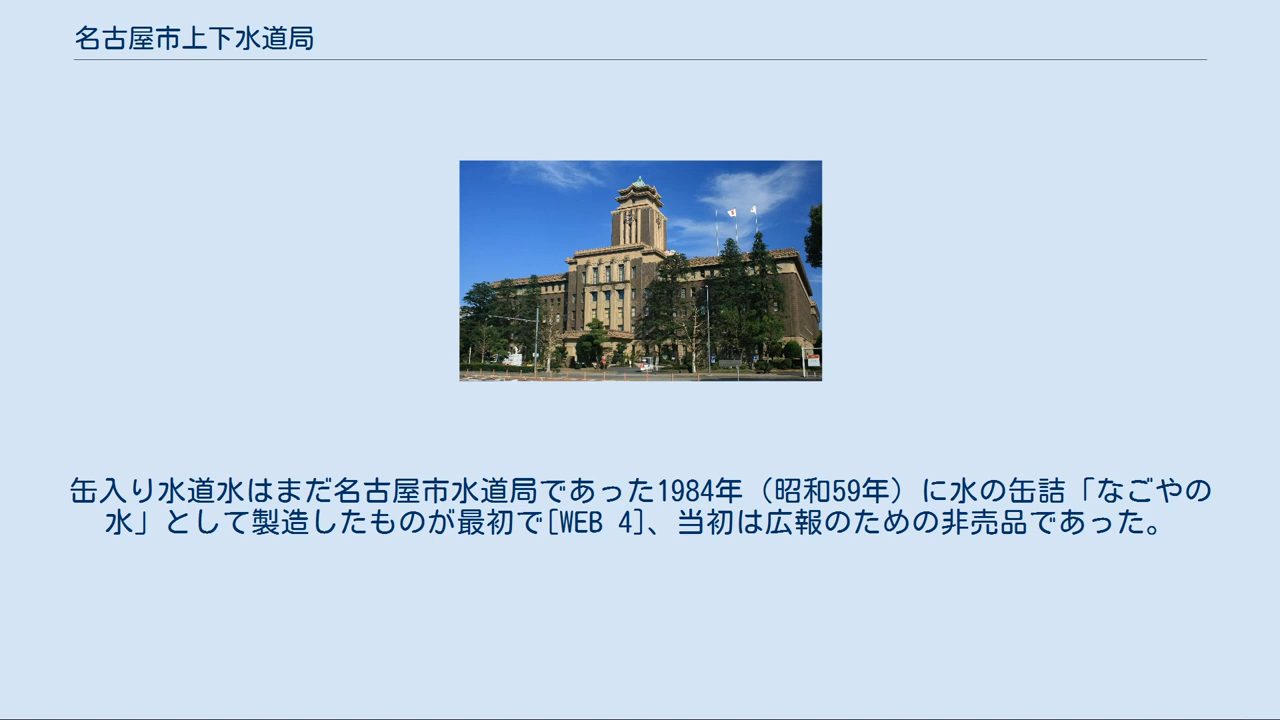 名古屋市上下水道局
缶入り水道水はまだ名古屋市水道局であった1984年（昭和59年）に水の缶詰「なごやの
水」として製造したものが最初で[WEB 4]、当初は広報のための非売品であった。